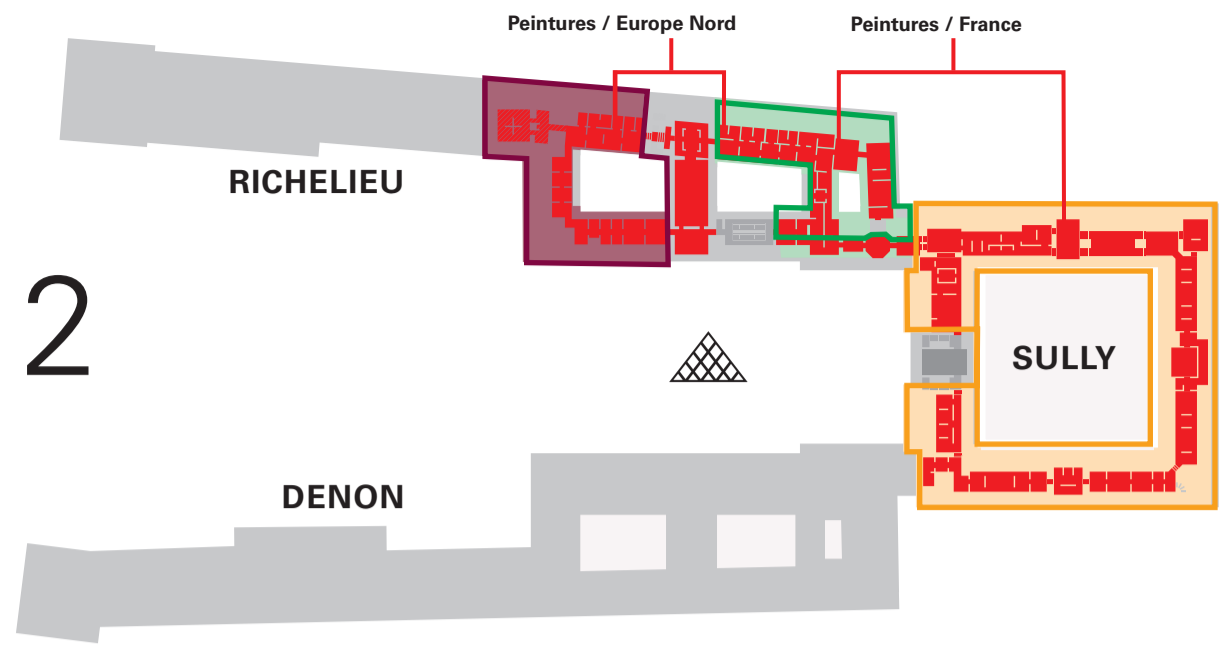 Peintures / Europe Nord
Peintures / France
RICHELIEU
2
SULLY
DENON